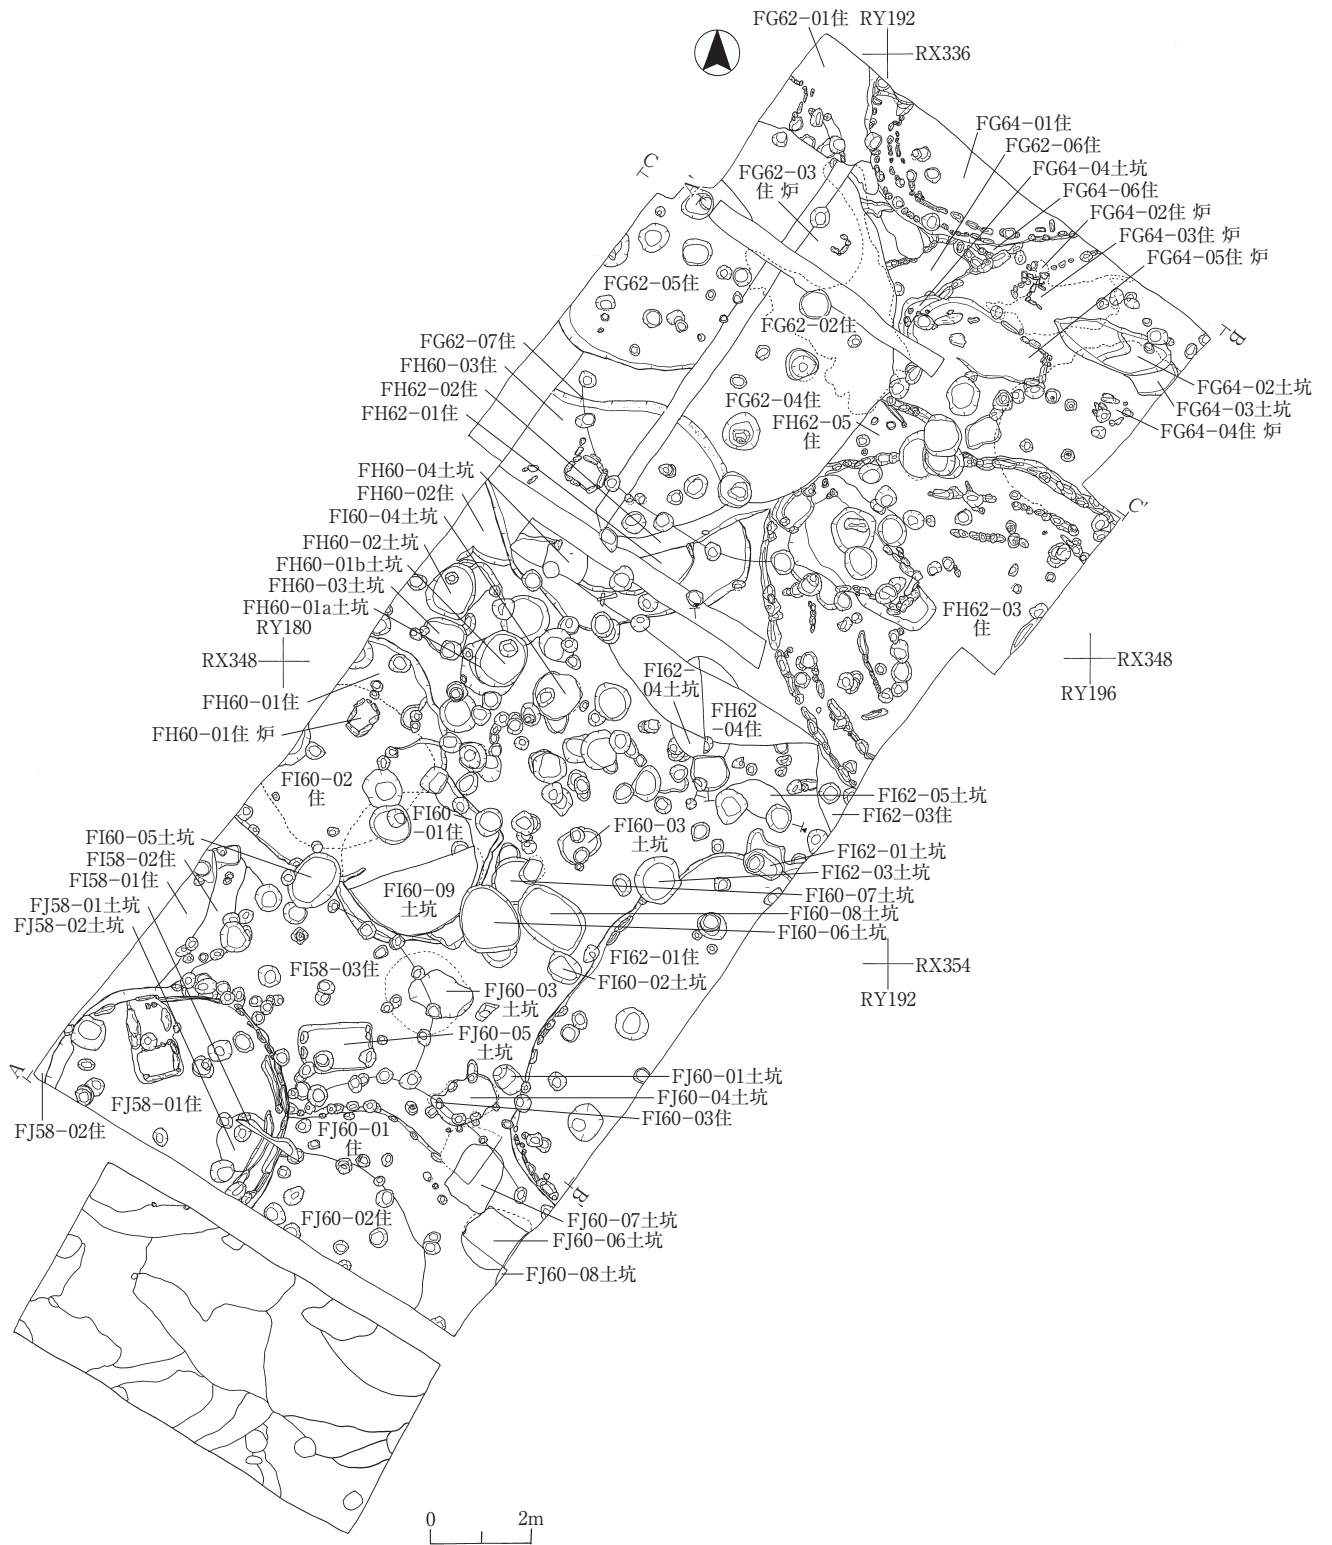 FG62-01住 RY192
RX336
FG64-01住
FG62-06住
FG64-04土坑
FG64-06住
FG64-02住 炉
FG64-03住 炉
FG64-05住 炉
C
A'
FG62-03
住 炉
FG62-05住
FG62-02住
B
FG62-07住
FH60-03住
FH62-02住
FH62-01住
FG62-04住
FH62-05
住
FG64-02土坑
FG64-03土坑
FG64-04住 炉
FH60-04土坑
FH60-02住
FI60-04土坑
FH60-02土坑
FH60-01b土坑
FH60-03土坑
FH60-01a土坑
C'
RY180
RX348
FH62-03
住
RX348
RY196
FH60-01住
FH60-01住 炉
FI62-
04土坑
FH62
-04住
FI60-02
住
FI60
-01住
FI60-03
土坑
FI62-05土坑
FI62-03住
FI60-05土坑
FI58-02住
FI58-01住
FJ58-01土坑
FJ58-02土坑
FI60-09
土坑
FI62-01土坑
FI62-03土坑
FI60-07土坑
FI60-08土坑
FI60-06土坑
FI62-01住
FI60-02土坑
RX354
RY192
FI58-03住
FJ60-03
土坑
FJ60-05
土坑
A
FJ58-01住
FJ58-02住
FJ60-01
住
FJ60-01土坑
FJ60-04土坑
FI60-03住
B'
FJ60-02住
FJ60-07土坑
FJ60-06土坑
FJ60-08土坑
0 2m